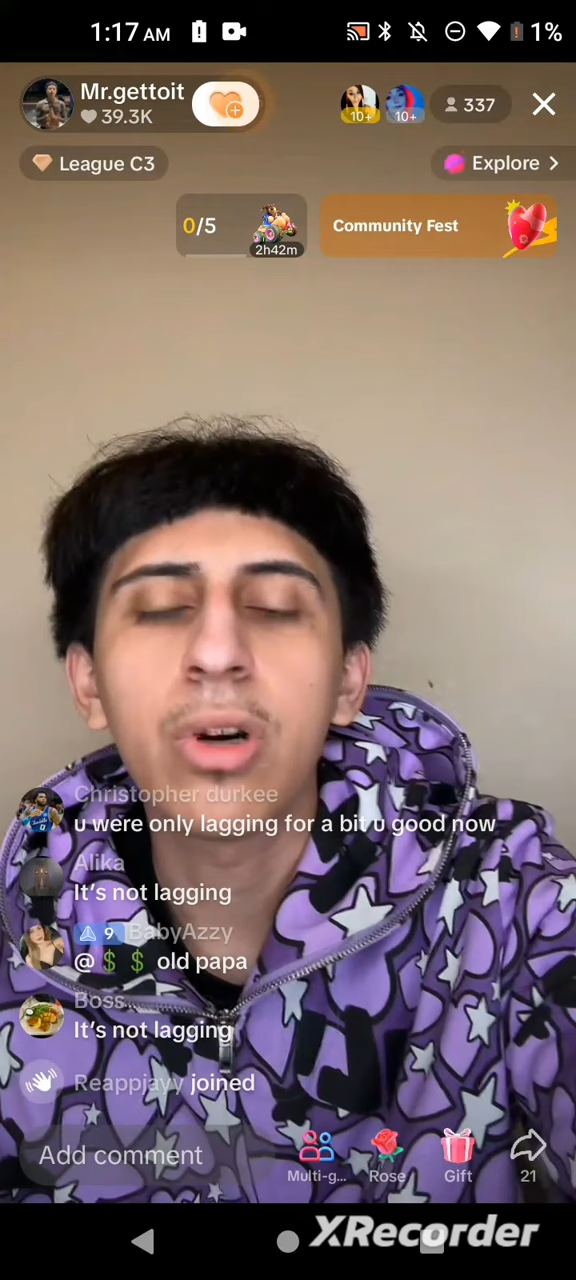 1:17 AM
1%
Mr.gettoit
39.3K
10+
10+
337
League C3
Explore >
0/5
2h42m
Community Fest
Christopher durkee
u were only lagging for a bit u good now
Alika
It's not lagging
9 BabyAzzy
@💲💲 old papa
Boss
It's not lagging
Reappjayy joined
Add comment
Multi-g...
Rose
Gift
21
XRecorder